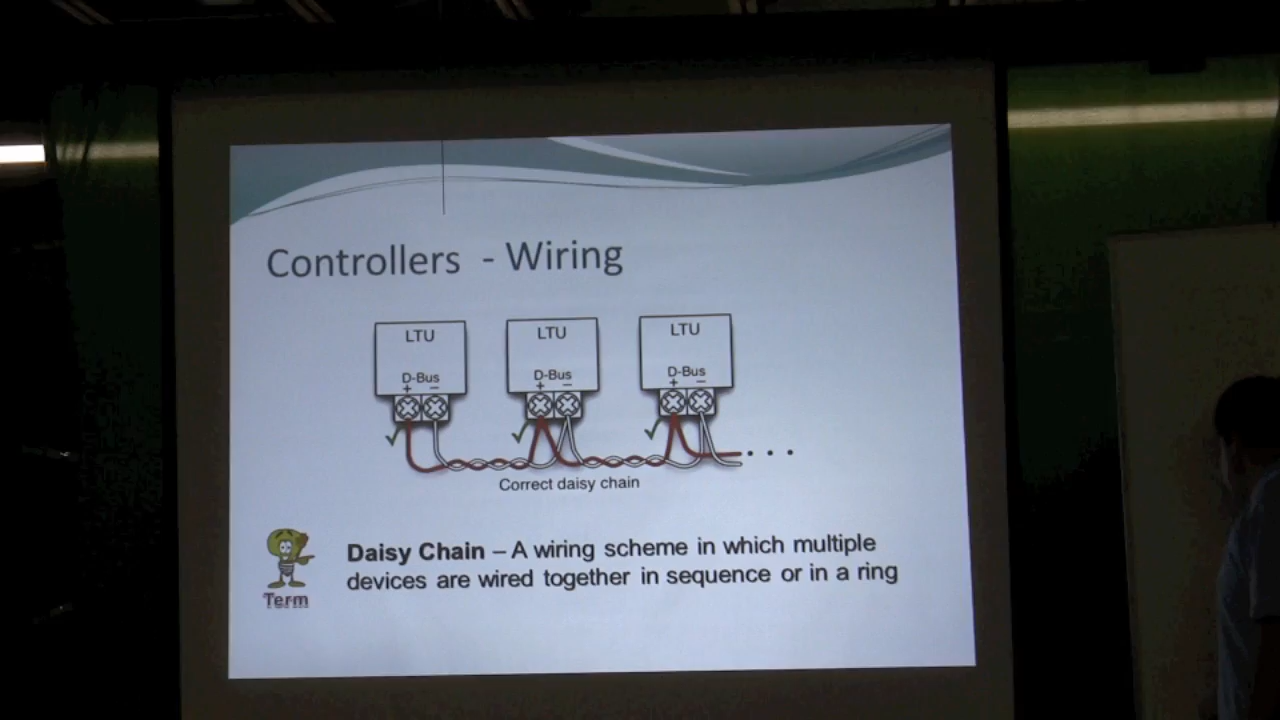 Controllers - Wiring
LTU LTU LTU
D-Bus D-Bus D-Bus
+ − + − + −
. . .
Correct daisy chain
Daisy Chain – A wiring scheme in which multiple
devices are wired together in sequence or in a ring
Term